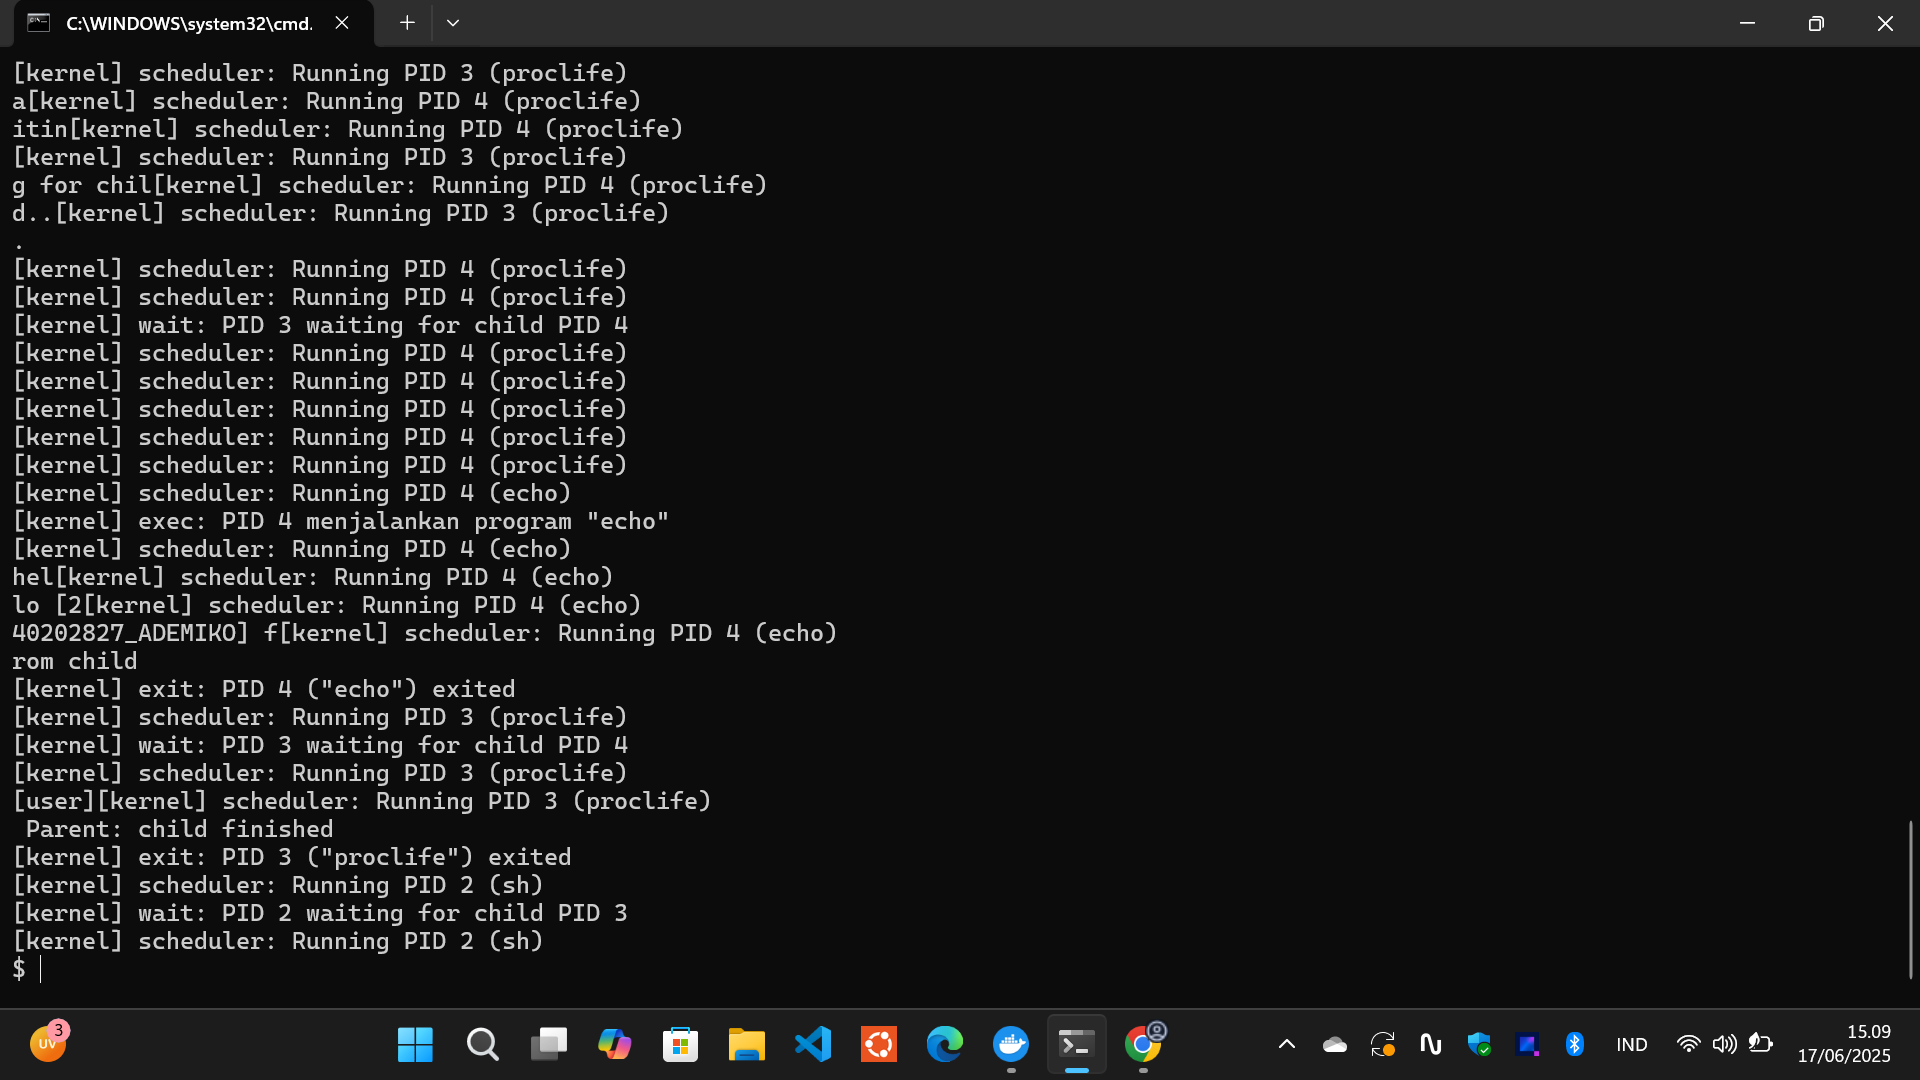 C:\WINDOWS\system32\cmd.
[kernel] scheduler: Running PID 3 (proclife)
a[kernel] scheduler: Running PID 4 (proclife)
itin[kernel] scheduler: Running PID 4 (proclife)
[kernel] scheduler: Running PID 3 (proclife)
g for chil[kernel] scheduler: Running PID 4 (proclife)
d..[kernel] scheduler: Running PID 3 (proclife)
.
[kernel] scheduler: Running PID 4 (proclife)
[kernel] scheduler: Running PID 4 (proclife)
[kernel] wait: PID 3 waiting for child PID 4
[kernel] scheduler: Running PID 4 (proclife)
[kernel] scheduler: Running PID 4 (proclife)
[kernel] scheduler: Running PID 4 (proclife)
[kernel] scheduler: Running PID 4 (proclife)
[kernel] scheduler: Running PID 4 (proclife)
[kernel] scheduler: Running PID 4 (echo)
[kernel] exec: PID 4 menjalankan program "echo"
[kernel] scheduler: Running PID 4 (echo)
hel[kernel] scheduler: Running PID 4 (echo)
lo [2[kernel] scheduler: Running PID 4 (echo)
40202827_ADEMIKO] f[kernel] scheduler: Running PID 4 (echo)
rom child
[kernel] exit: PID 4 ("echo") exited
[kernel] scheduler: Running PID 3 (proclife)
[kernel] wait: PID 3 waiting for child PID 4
[kernel] scheduler: Running PID 3 (proclife)
[user][kernel] scheduler: Running PID 3 (proclife)
 Parent: child finished
[kernel] exit: PID 3 ("proclife") exited
[kernel] scheduler: Running PID 2 (sh)
[kernel] wait: PID 2 waiting for child PID 3
[kernel] scheduler: Running PID 2 (sh)
$
UV 3
IND
15.09
17/06/2025